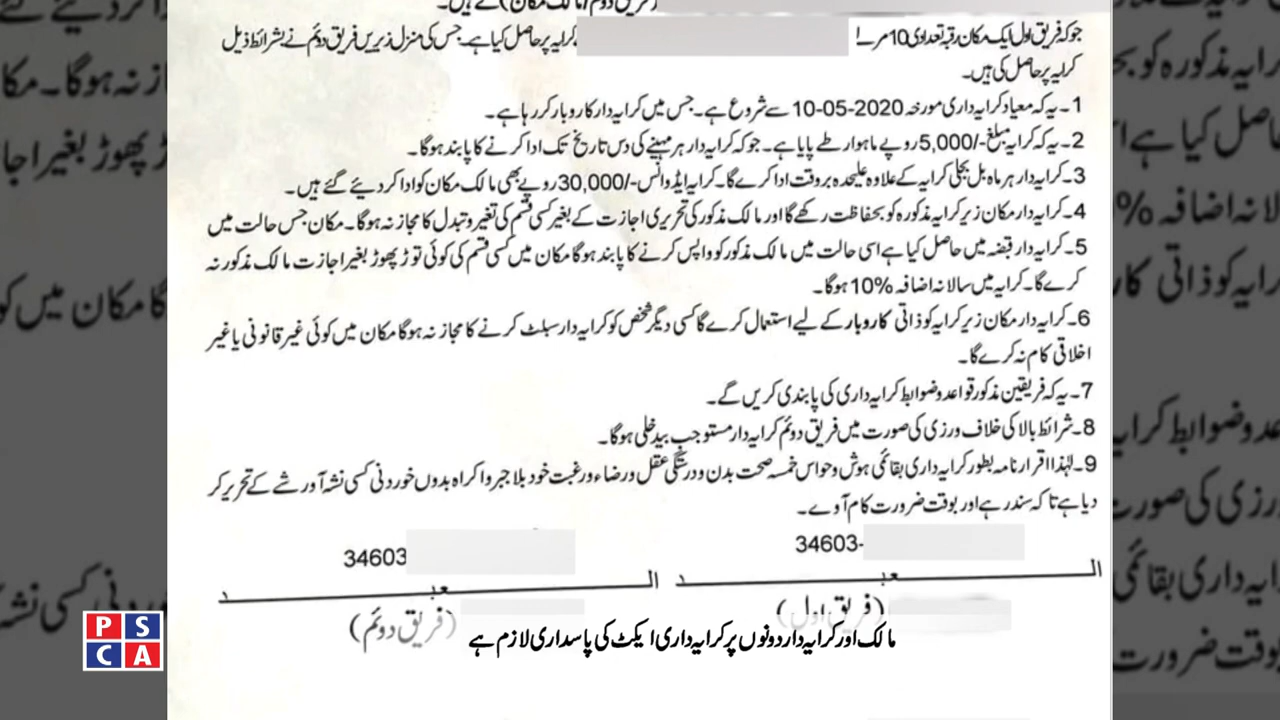 (فریق دوئم / مالک مکان) کے ہیں۔
جو کہ فریق اول ایک مکان رقبہ تعدادی 10 مرلے کرایہ پر حاصل کیا ہے۔ جس کی منزل زیریں فریق دوئم نے بشرائط ذیل
کرایہ پر حاصل کی ہیں۔
1۔ یہ کہ معیاد کرایہ داری مورخہ 10-05-2020 سے شروع ہے۔ جس میں کرایہ دار کاروبار کر رہا ہے۔
2۔ یہ کہ کرایہ مبلغ -/5,000 روپے ماہوار طے پایا ہے۔ جو کہ کرایہ دار ہر مہینے کی دس تاریخ تک ادا کرنے کا پابند ہوگا۔
3۔ کرایہ دار ہر ماہ بل بجلی کرایہ کے علاوہ علیحدہ بروقت ادا کرے گا۔ کرایہ ایڈوانس -/30,000 روپے بھی مالک مکان کو ادا کر دیئے گئے ہیں۔
4۔ کرایہ دار مکان زیر کرایہ مذکورہ کو بحفاظت رکھے گا اور مالک مذکور کی تحریری اجازت کے بغیر کسی قسم کی تغیر و تبدل کا مجاز نہ ہوگا۔ مکان جس حالت میں
5۔ کرایہ دار قبضہ میں حاصل کیا ہے اسی حالت میں مالک مذکور کو واپس کرنے کا پابند ہوگا مکان میں کسی قسم کی کوئی توڑ پھوڑ بغیر اجازت مالک مذکور نہ
کرے گا۔ کرایہ میں سالانہ اضافہ 10% ہوگا۔
6۔ کرایہ دار مکان زیر کرایہ کو ذاتی کاروبار کے لیے استعمال کرے گا کسی دیگر شخص کو کرایہ دار سبلٹ کرنے کا مجاز نہ ہوگا مکان میں کوئی غیر قانونی یا غیر
اخلاقی کام نہ کرے گا۔
7۔ یہ کہ فریقین مذکور قواعد و ضوابط کرایہ داری کی پابندی کریں گے۔
8۔ شرائط بالا کی خلاف ورزی کی صورت میں فریق دوئم کرایہ دار مستوجب بیدخلی ہوگا۔
9۔ لہٰذا اقرار نامہ بطور کرایہ داری بقائمی ہوش و حواس خمسہ صحت بدن و درستگی عقل و رضاء و رغبت خود بلا جبر و اکراہ بدوں خوردنی کسی نشہ آور شے کے تحریر کر
دیا ہے تا کہ سند رہے اور بوقت ضرورت کام آوے۔
34603-
34603
العبد
العبد
(فریق اول)
(فریق دوئم)
مالک اور کرایہ دار دونوں پر کرایہ داری ایکٹ کی پاسداری لازم ہے
PSCA